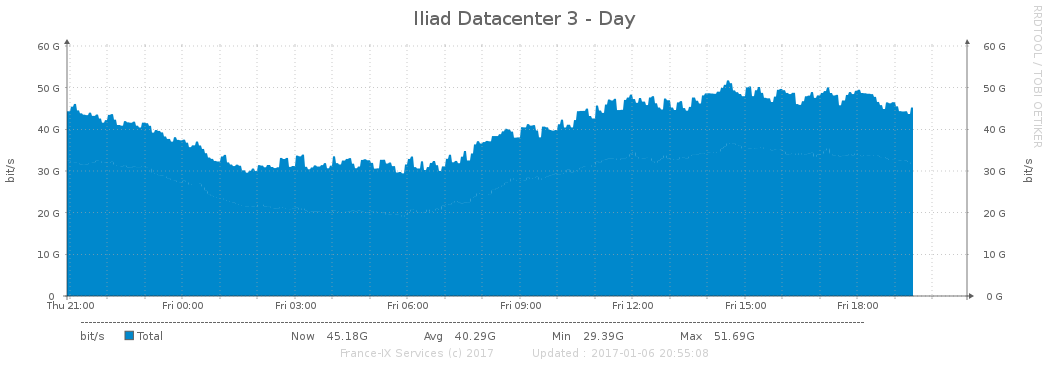 Iliad Datacenter 3 - Day
RRDTOOL / TOBI OETIKER
60 G 60 G
50 G 50 G
40 G 40 G
30 G 30 G
20 G 20 G
10 G 10 G
0 0 G
bit/s bit/s
Thu 21:00 Fri 00:00 Fri 03:00 Fri 06:00 Fri 09:00 Fri 12:00 Fri 15:00 Fri 18:00
bit/s Total Now 45.18G Avg 40.29G Min 29.39G Max 51.69G
France-IX Services (c) 2017 Updated : 2017-01-06 20:55:08